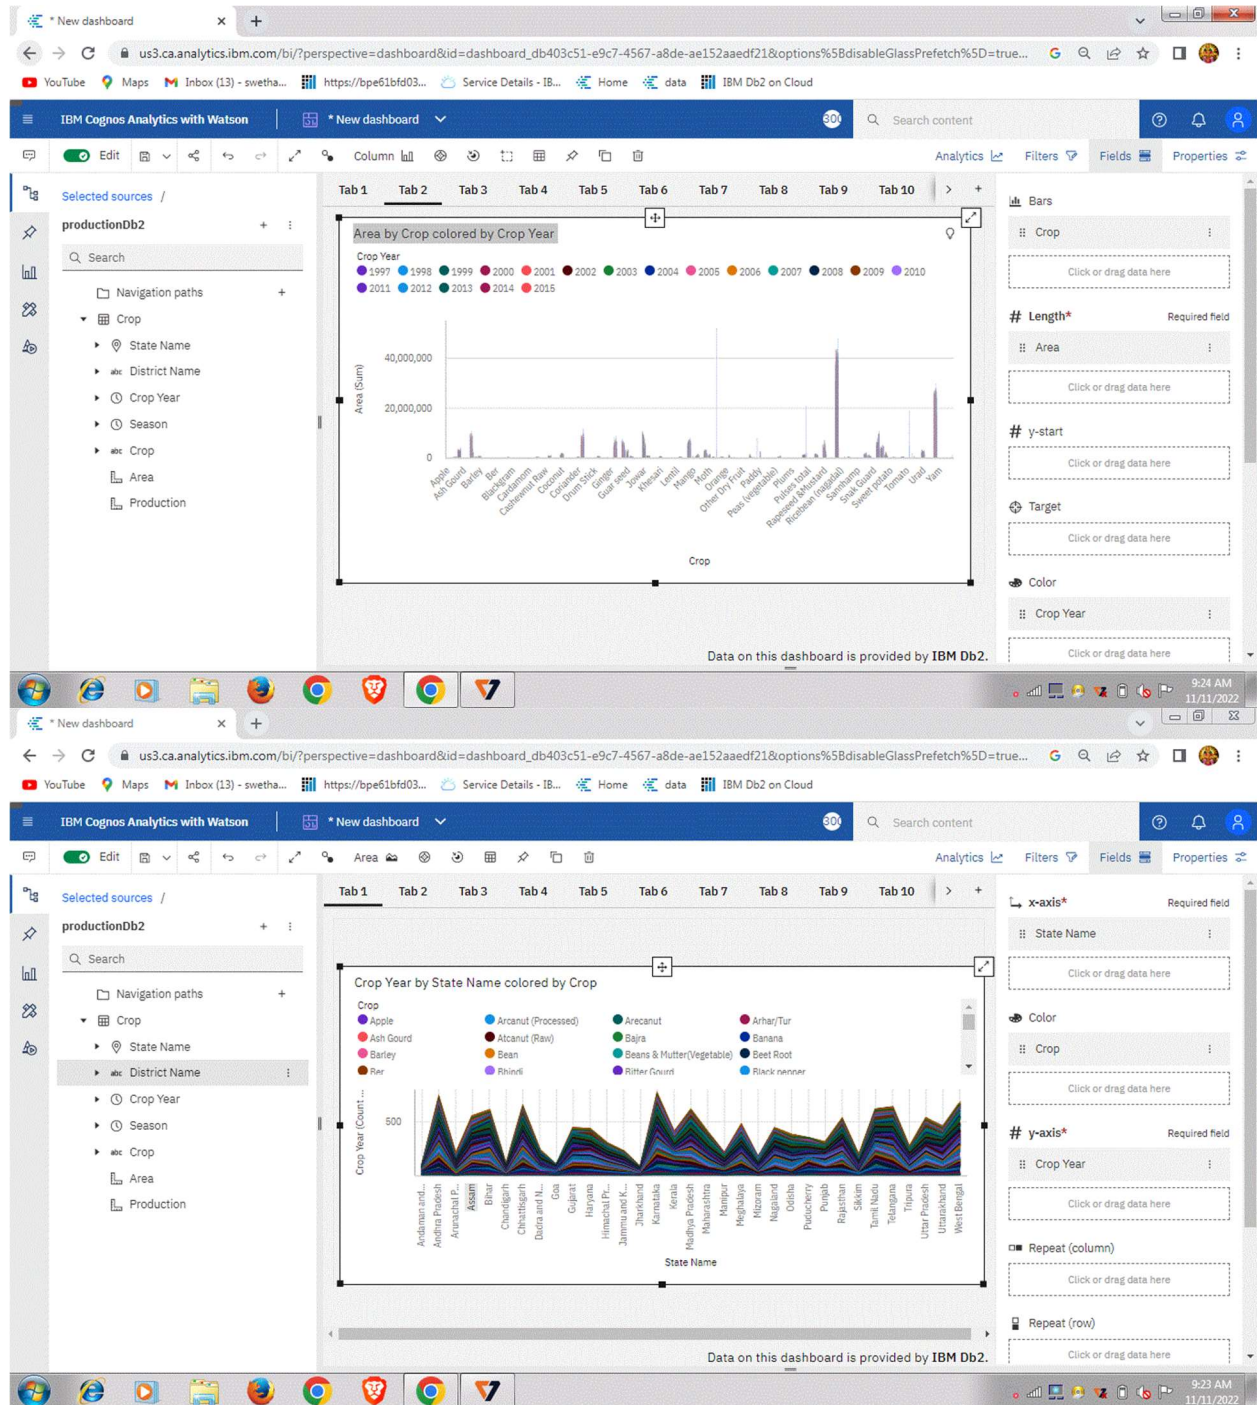 * New dashboard
us3.ca.analytics.ibm.com/bi/?perspective=dashboard&id=dashboard_db403c51-e9c7-4567-a8de-ae152aaedf21&options%5BdisableGlassPrefetch%5D=true...
YouTube Maps Inbox (13) - swetha... https://bpe61bfd03... Service Details - IB... Home data IBM Db2 on Cloud
IBM Cognos Analytics with Watson * New dashboard Search content
Edit Column Analytics Filters Fields Properties
Selected sources /
productionDb2
Search
Navigation paths
Crop
State Name
District Name
Crop Year
Season
Crop
Area
Production
Tab 1 Tab 2 Tab 3 Tab 4 Tab 5 Tab 6 Tab 7 Tab 8 Tab 9 Tab 10
Area by Crop colored by Crop Year
Crop Year
1997 1998 1999 2000 2001 2002 2003 2004 2005 2006 2007 2008 2009 2010
2011 2012 2013 2014 2015
Area (Sum)
40,000,000
20,000,000
0
Apple Ash Gourd Barley Ber Blackgram Cardamom Cashewnut Raw Coconut Coriander Drum Stick Ginger Guar seed Jowar Khesari Lentil Mango Moth Orange Other Dry Fruit Paddy Peas (vegetable) Plums Pulses total Rapeseed &Mustard Ricebean (nagadal) Sannhamp Snak Guard Sweet potato Tomato Urad Yam
Crop
Data on this dashboard is provided by IBM Db2.
Bars
Crop
Click or drag data here
Length* Required field
Area
Click or drag data here
y-start
Click or drag data here
Target
Click or drag data here
Color
Crop Year
Click or drag data here
9:24 AM
11/11/2022
* New dashboard
us3.ca.analytics.ibm.com/bi/?perspective=dashboard&id=dashboard_db403c51-e9c7-4567-a8de-ae152aaedf21&options%5BdisableGlassPrefetch%5D=true...
YouTube Maps Inbox (13) - swetha... https://bpe61bfd03... Service Details - IB... Home data IBM Db2 on Cloud
IBM Cognos Analytics with Watson * New dashboard Search content
Edit Area Analytics Filters Fields Properties
Selected sources /
productionDb2
Search
Navigation paths
Crop
State Name
District Name
Crop Year
Season
Crop
Area
Production
Tab 1 Tab 2 Tab 3 Tab 4 Tab 5 Tab 6 Tab 7 Tab 8 Tab 9 Tab 10
Crop Year by State Name colored by Crop
Crop
Apple Arcanut (Processed) Arecanut Arhar/Tur
Ash Gourd Atcanut (Raw) Bajra Banana
Barley Bean Beans & Mutter(Vegetable) Beet Root
Ber Bhindi Bitter Gourd Black pepper
Crop Year (Count ...
500
Andaman and... Andhra Pradesh Arunachal P... Assam Bihar Chandigarh Chhattisgarh Dadra and N... Goa Gujarat Haryana Himachal Pr... Jammu and K... Jharkhand Karnataka Kerala Madhya Pradesh Maharashtra Manipur Meghalaya Mizoram Nagaland Odisha Puducherry Punjab Rajasthan Sikkim Tamil Nadu Telangana Tripura Uttar Pradesh Uttarakhand West Bengal
State Name
Data on this dashboard is provided by IBM Db2.
x-axis* Required field
State Name
Click or drag data here
Color
Crop
Click or drag data here
y-axis* Required field
Crop Year
Click or drag data here
Repeat (column)
Click or drag data here
Repeat (row)
Click or drag data here
9:23 AM
11/11/2022